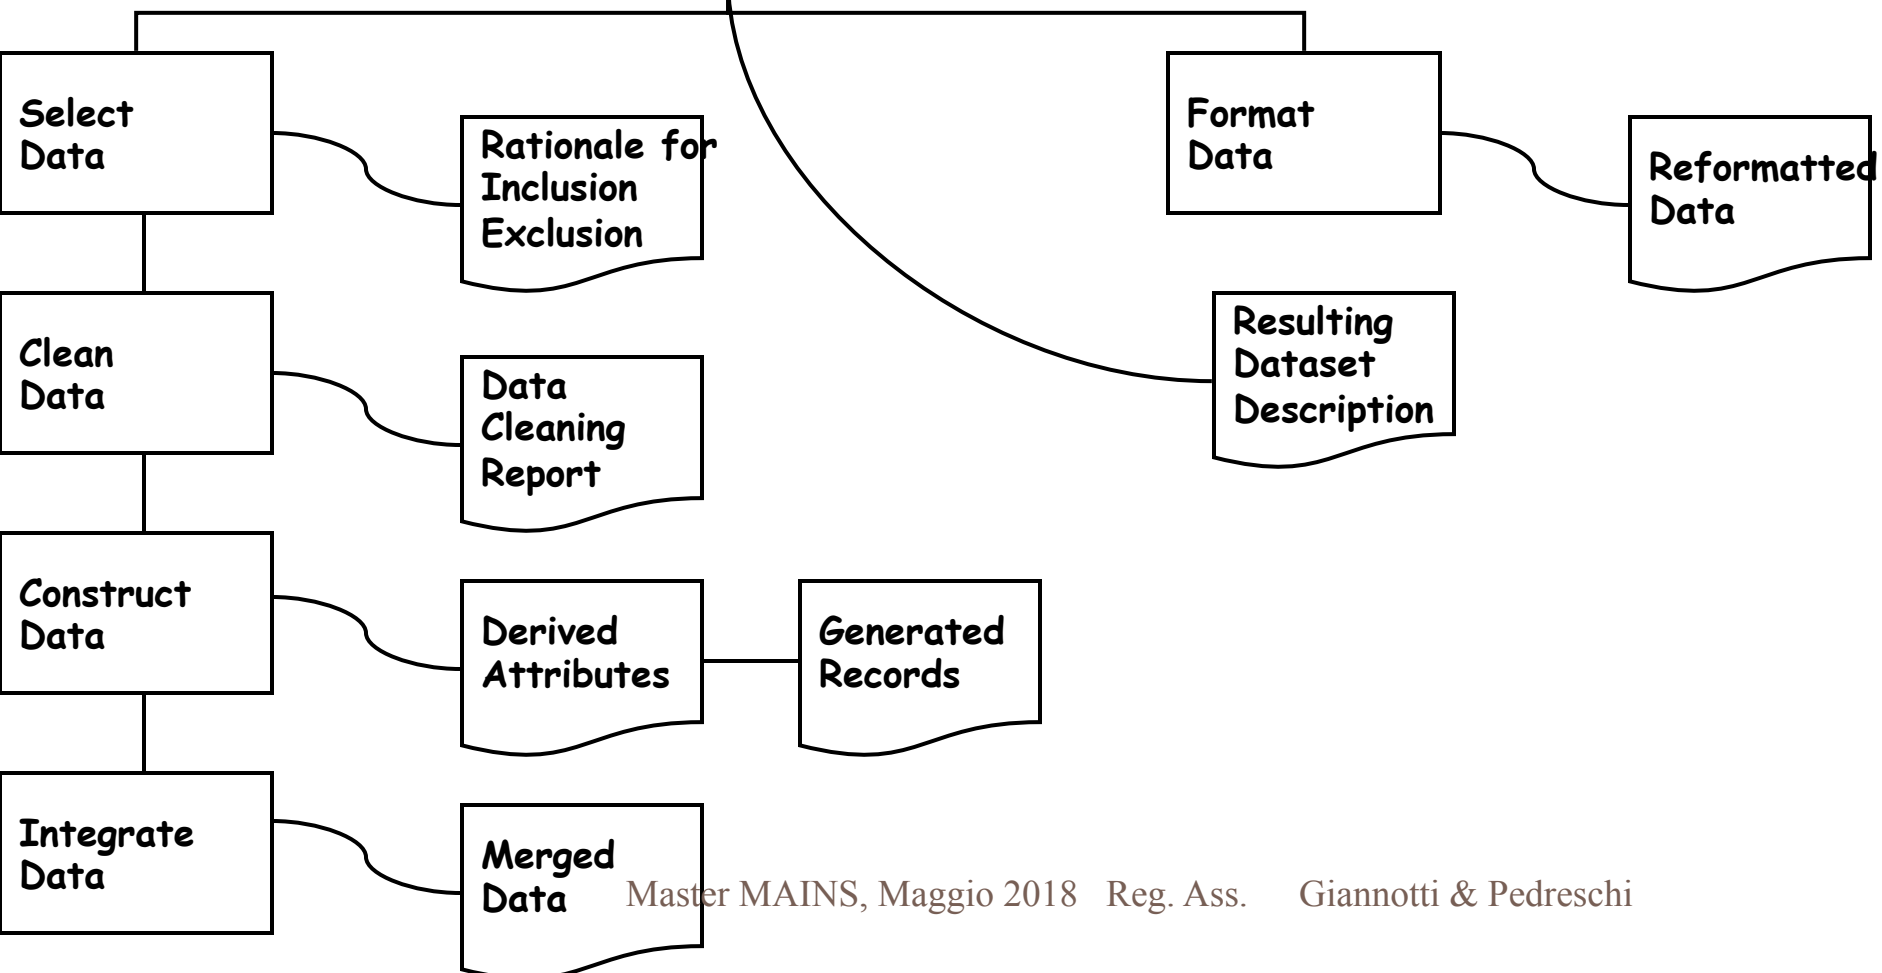 Select
Data
Rationale for
Inclusion
Exclusion
Format
Data
Reformatted
Data
Clean
Data
Data
Cleaning
Report
Resulting
Dataset
Description
Construct
Data
Derived
Attributes
Generated
Records
Integrate
Data
Merged
Data
Master MAINS, Maggio 2018 Reg. Ass. Giannotti & Pedreschi